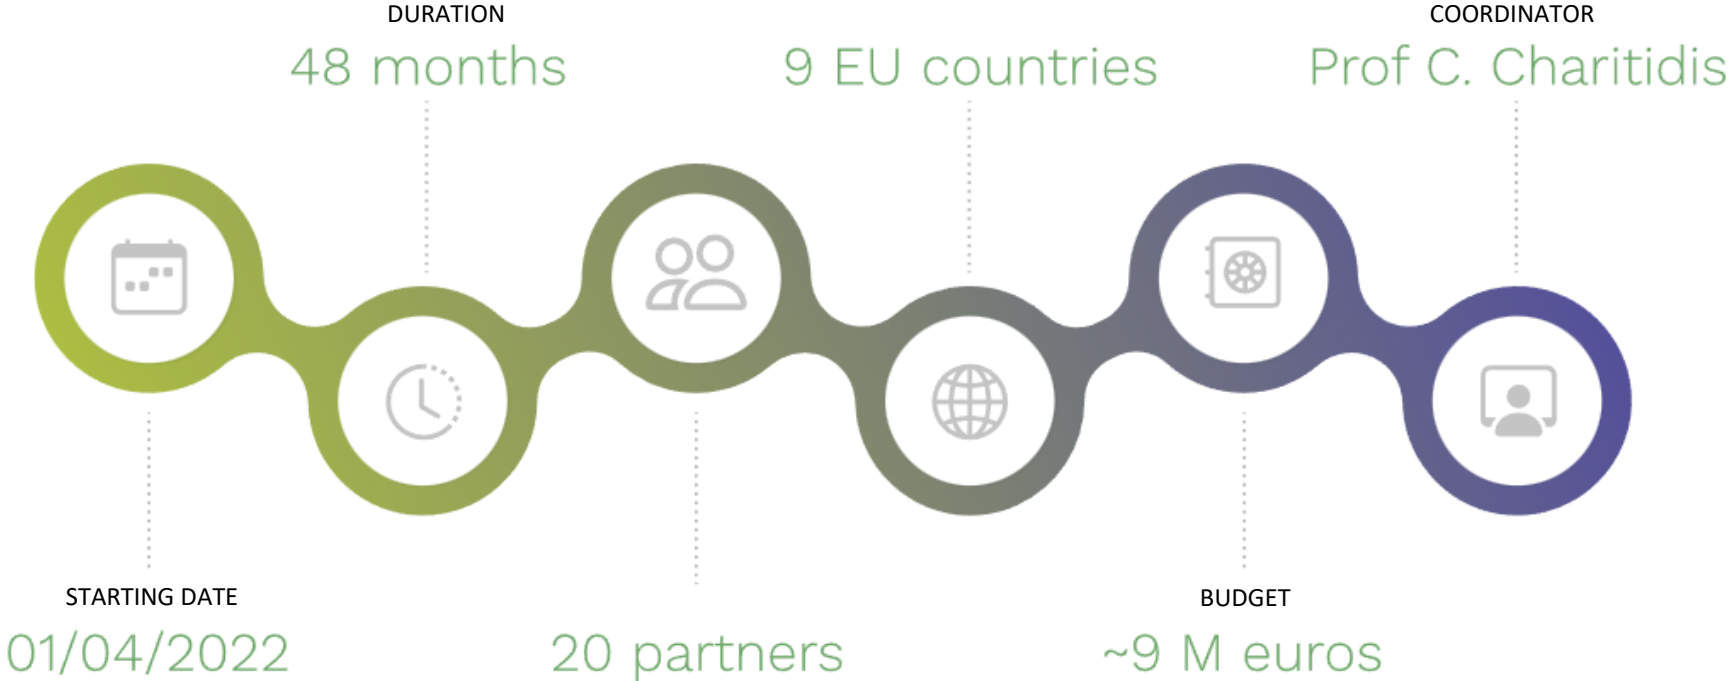 DURATION
48 months
9 EU countries
COORDINATOR
Prof C. Charitidis
STARTING DATE
01/04/2022
20 partners
BUDGET
~9 M euros